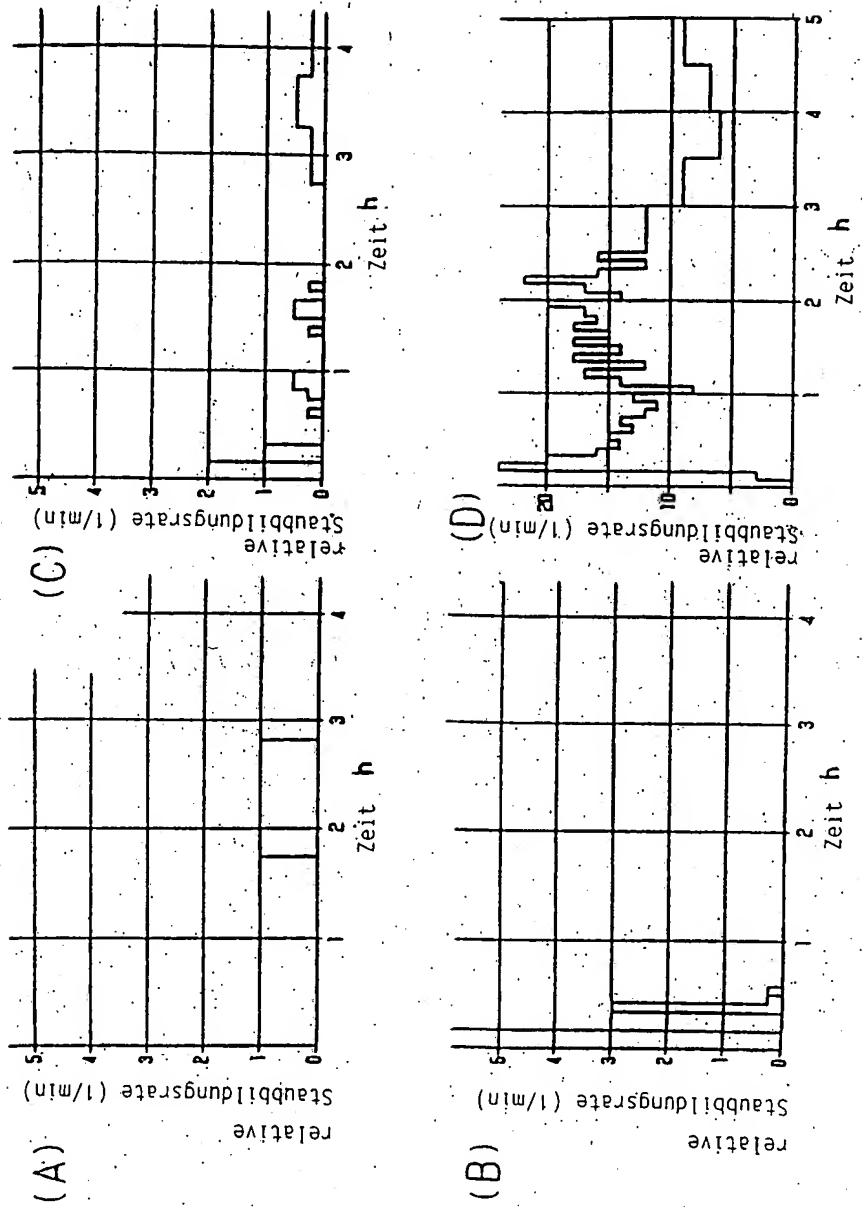 (A)
relative
Staubbildungsrate (1/min)
5
4
3
2
1
0
1
2
3
4
Zeit h
(B)
relative
Staubbildungsrate (1/min)
5
4
3
2
1
0
1
2
3
4
Zeit h
(C)
relative
Staubbildungsrate (1/min)
5
4
3
2
1
0
1
2
3
4
Zeit h
(D)
relative
Staubbildungsrate (1/min)
20
10
0
1
2
3
4
5
Zeit h